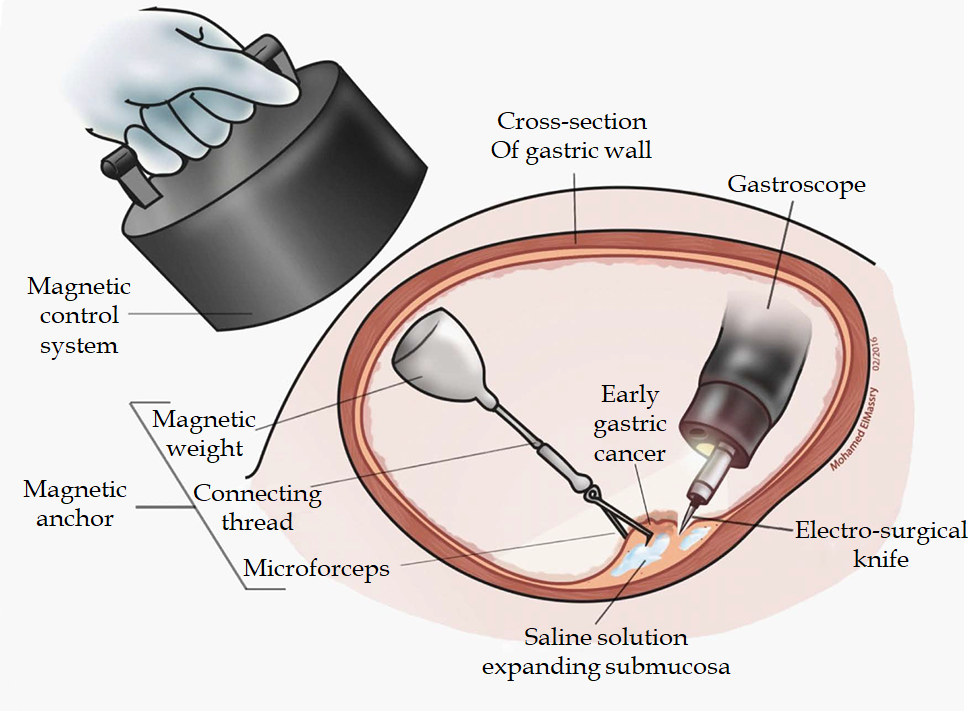 Cross-section
Of gastric wall
Gastroscope
Magnetic
control
system
Early
gastric
cancer
Magnetic
weight
Magnetic
anchor
Connecting
thread
Microforceps
Electro-surgical
knife
Saline solution
expanding submucosa
Mohamed ElMassry 02/2016